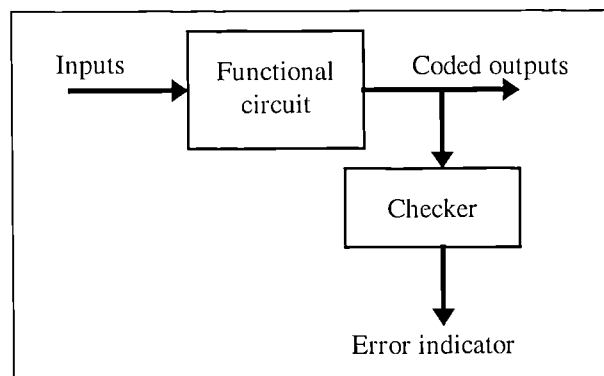 Inputs
Functional
circuit
Coded outputs
Checker
Error indicator